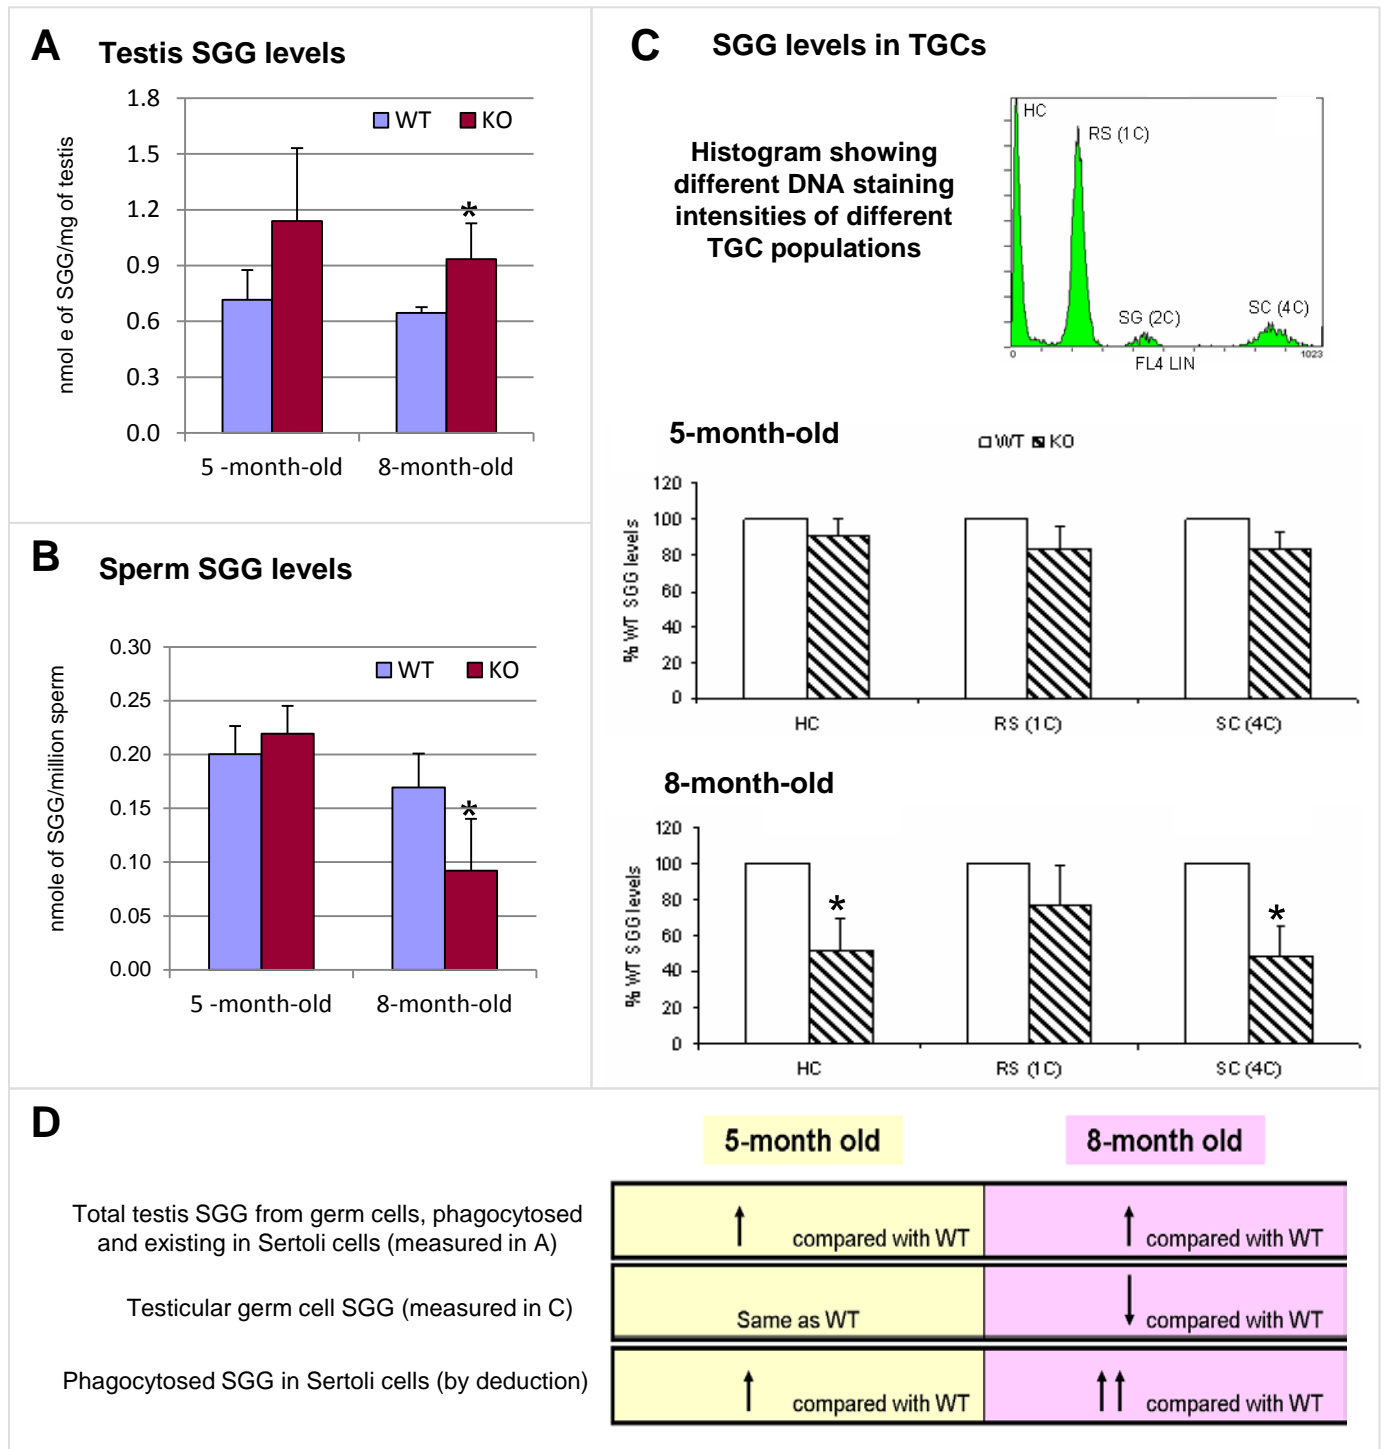 A Testis SGG levels
1.8
1.5
1.2
0.9
0.6
0.3
0.0
nmol e of SGG/mg of testis
WT KO
*
5 -month-old 8-month-old
B Sperm SGG levels
0.30
0.25
0.20
0.15
0.10
0.05
0.00
nmole of SGG/million sperm
WT KO
*
5 -month-old 8-month-old
C SGG levels in TGCs
Histogram showing
different DNA staining
intensities of different
TGC populations
HC
RS (1C)
SG (2C)
SC (4C)
0 1023
FL4 LIN
5-month-old
WT KO
120
100
80
60
40
20
0
% WT SGG levels
HC RS (1C) SC (4C)
8-month-old
120
100
80
60
40
20
0
% WT SGG levels
* *
HC RS (1C) SC (4C)
D
5-month old 8-month old
Total testis SGG from germ cells, phagocytosed
and existing in Sertoli cells (measured in A)
↑ compared with WT ↑ compared with WT
Testicular germ cell SGG (measured in C)
Same as WT ↓ compared with WT
Phagocytosed SGG in Sertoli cells (by deduction)
↑ compared with WT ↑↑ compared with WT